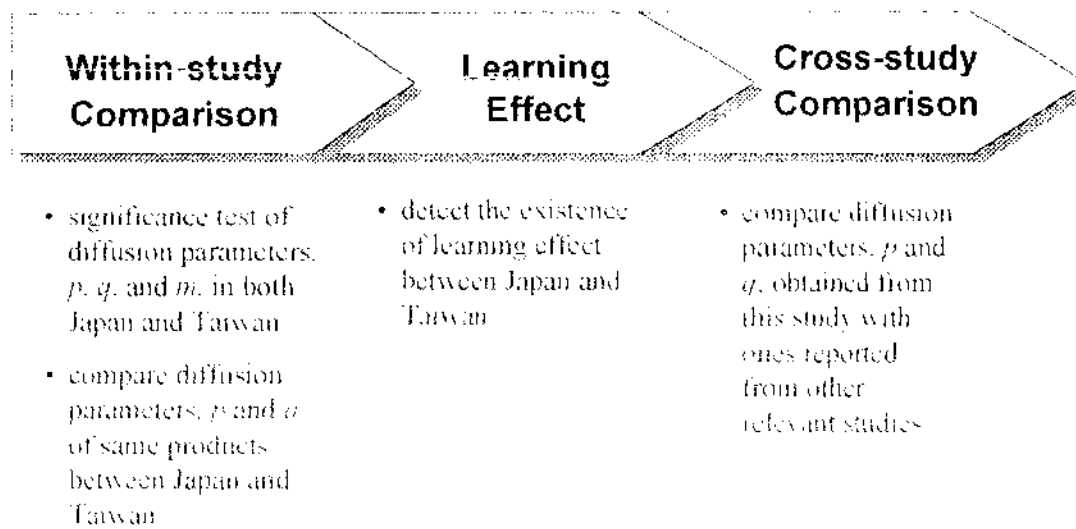 Within-study
Comparison
Learning
Effect
Cross-study
Comparison
• significance test of
diffusion parameters,
p, q, and m, in both
Japan and Taiwan
• compare diffusion
parameters, p and q
of same products
between Japan and
Taiwan
• detect the existence
of learning effect
between Japan and
Taiwan
• compare diffusion
parameters, p and
q, obtained from
this study with
ones reported
from other
relevant studies